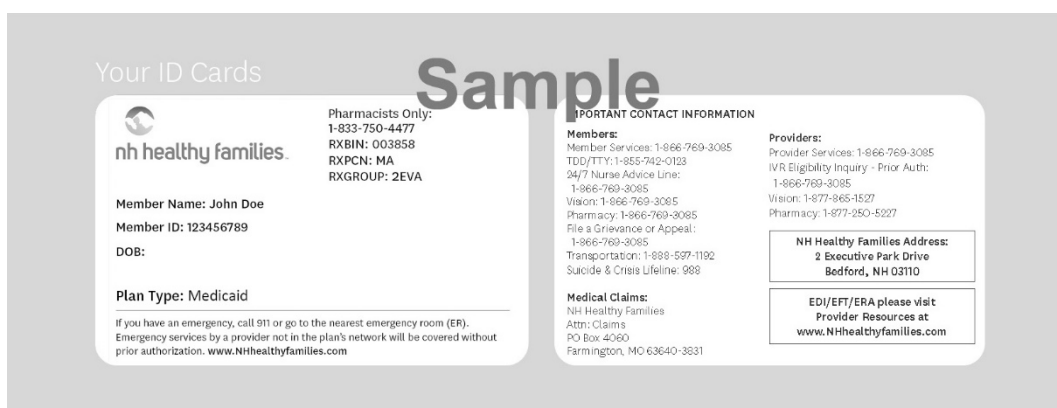 Your ID Cards
Sample
nh healthy families
Pharmacists Only:
1-833-750-4477
RXBIN: 003858
RXPCN: MA
RXGROUP: 2EVA
Member Name: John Doe
Member ID: 123456789
DOB:
Plan Type: Medicaid
If you have an emergency, call 911 or go to the nearest emergency room (ER).
Emergency services by a provider not in the plan's network will be covered without
prior authorization. www.NHhealthyfamilies.com
IMPORTANT CONTACT INFORMATION
Members:
Member Services: 1-866-769-3085
TDD/TTY: 1-855-742-0123
24/7 Nurse Advice Line:
1-866-769-3085
Vision: 1-866-769-3085
Pharmacy: 1-866-769-3085
File a Grievance or Appeal:
1-866-769-3085
Transportation: 1-888-597-1192
Suicide & Crisis Lifeline: 988
Medical Claims:
NH Healthy Families
Attn: Claims
PO Box 4060
Farmington, MO 63640-3831
Providers:
Provider Services: 1-866-769-3085
IVR Eligibility Inquiry - Prior Auth:
1-866-769-3085
Vision: 1-877-865-1527
Pharmacy: 1-877-250-5227
NH Healthy Families Address:
2 Executive Park Drive
Bedford, NH 03110
EDI/EFT/ERA please visit
Provider Resources at
www.NHhealthyfamilies.com